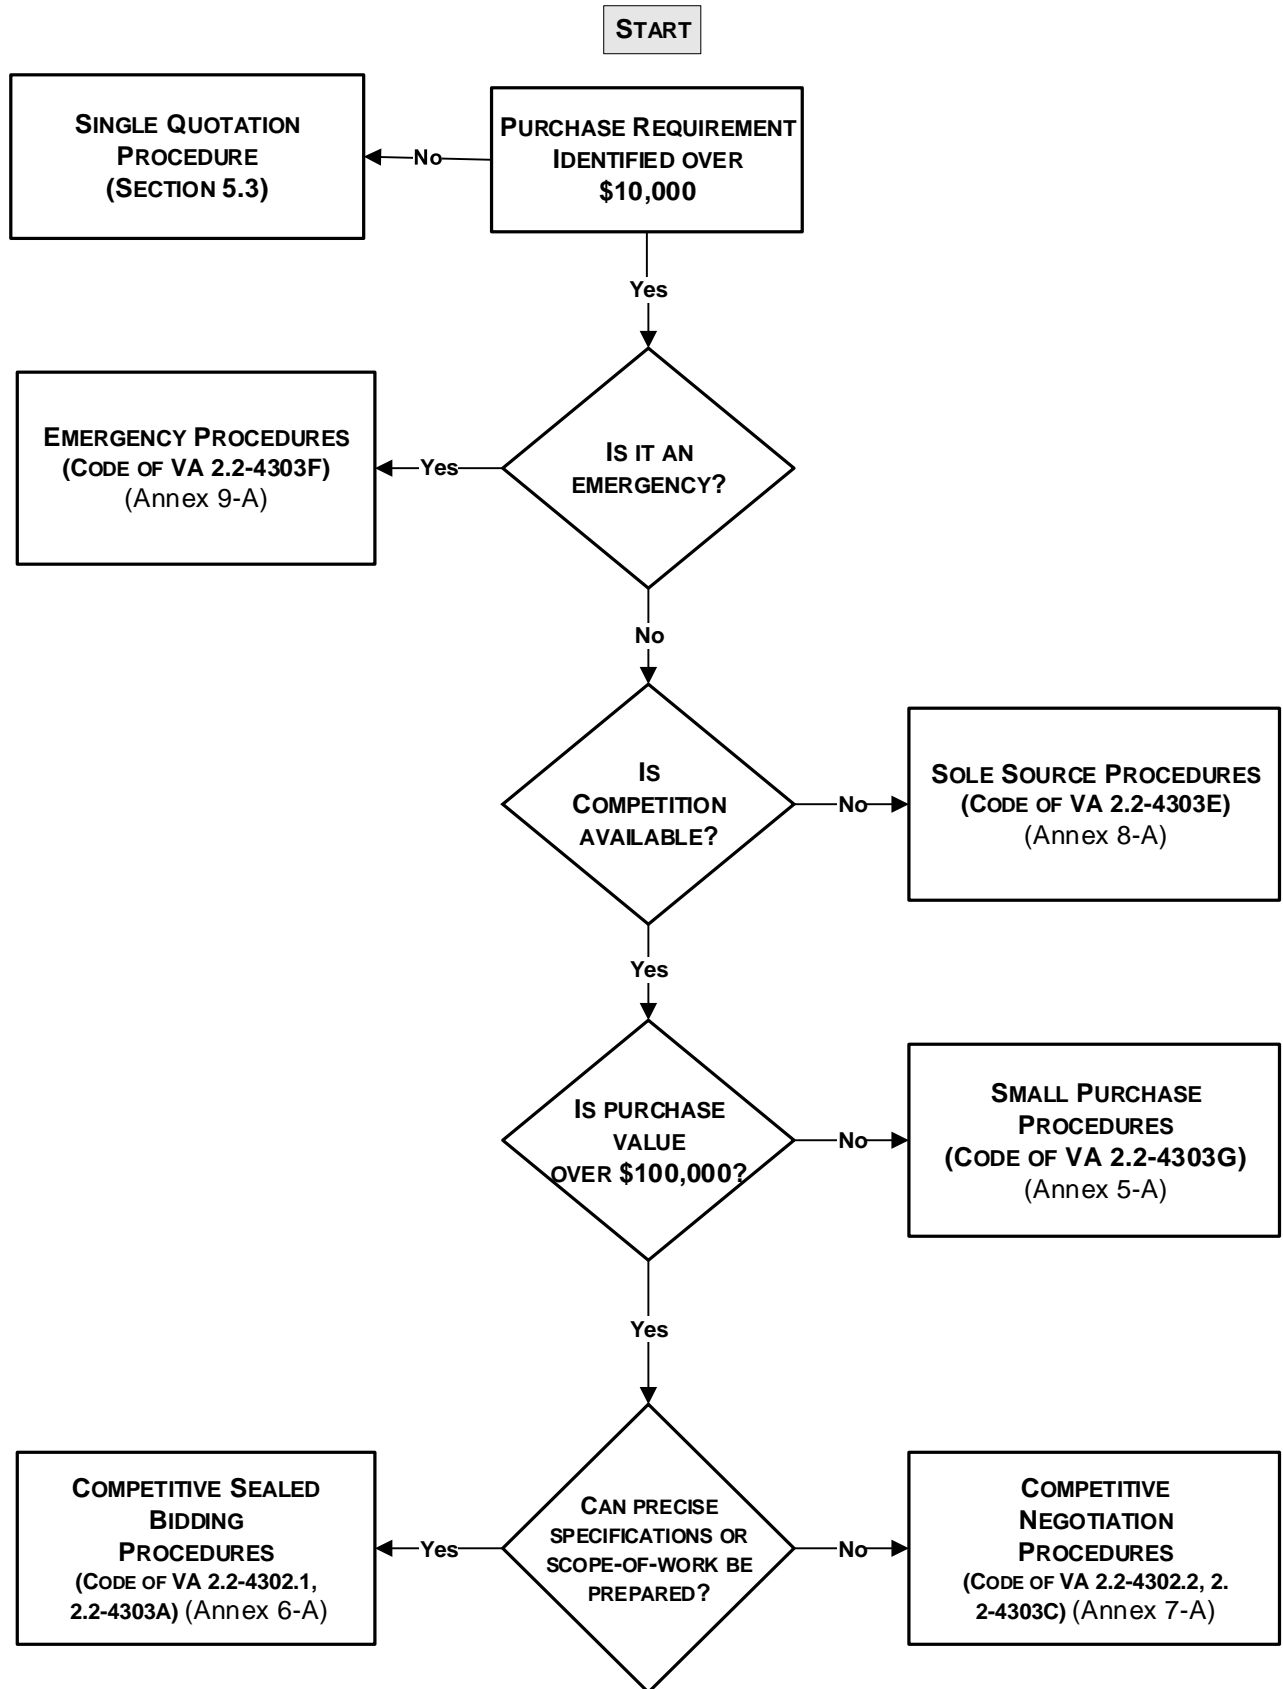 START
SINGLE QUOTATION
PROCEDURE
(SECTION 5.3)
No
PURCHASE REQUIREMENT
IDENTIFIED OVER
$10,000
Yes
EMERGENCY PROCEDURES
(CODE OF VA 2.2-4303F)
(Annex 9-A)
Yes
IS IT AN
EMERGENCY?
No
IS
COMPETITION
AVAILABLE?
No
SOLE SOURCE PROCEDURES
(CODE OF VA 2.2-4303E)
(Annex 8-A)
Yes
IS PURCHASE
VALUE
OVER $100,000?
No
SMALL PURCHASE
PROCEDURES
(CODE OF VA 2.2-4303G)
(Annex 5-A)
Yes
COMPETITIVE SEALED
BIDDING
PROCEDURES
(CODE OF VA 2.2-4302.1,
2.2-4303A) (Annex 6-A)
Yes
CAN PRECISE
SPECIFICATIONS OR
SCOPE-OF-WORK BE
PREPARED?
No
COMPETITIVE
NEGOTIATION
PROCEDURES
(CODE OF VA 2.2-4302.2, 2.
2-4303C) (Annex 7-A)